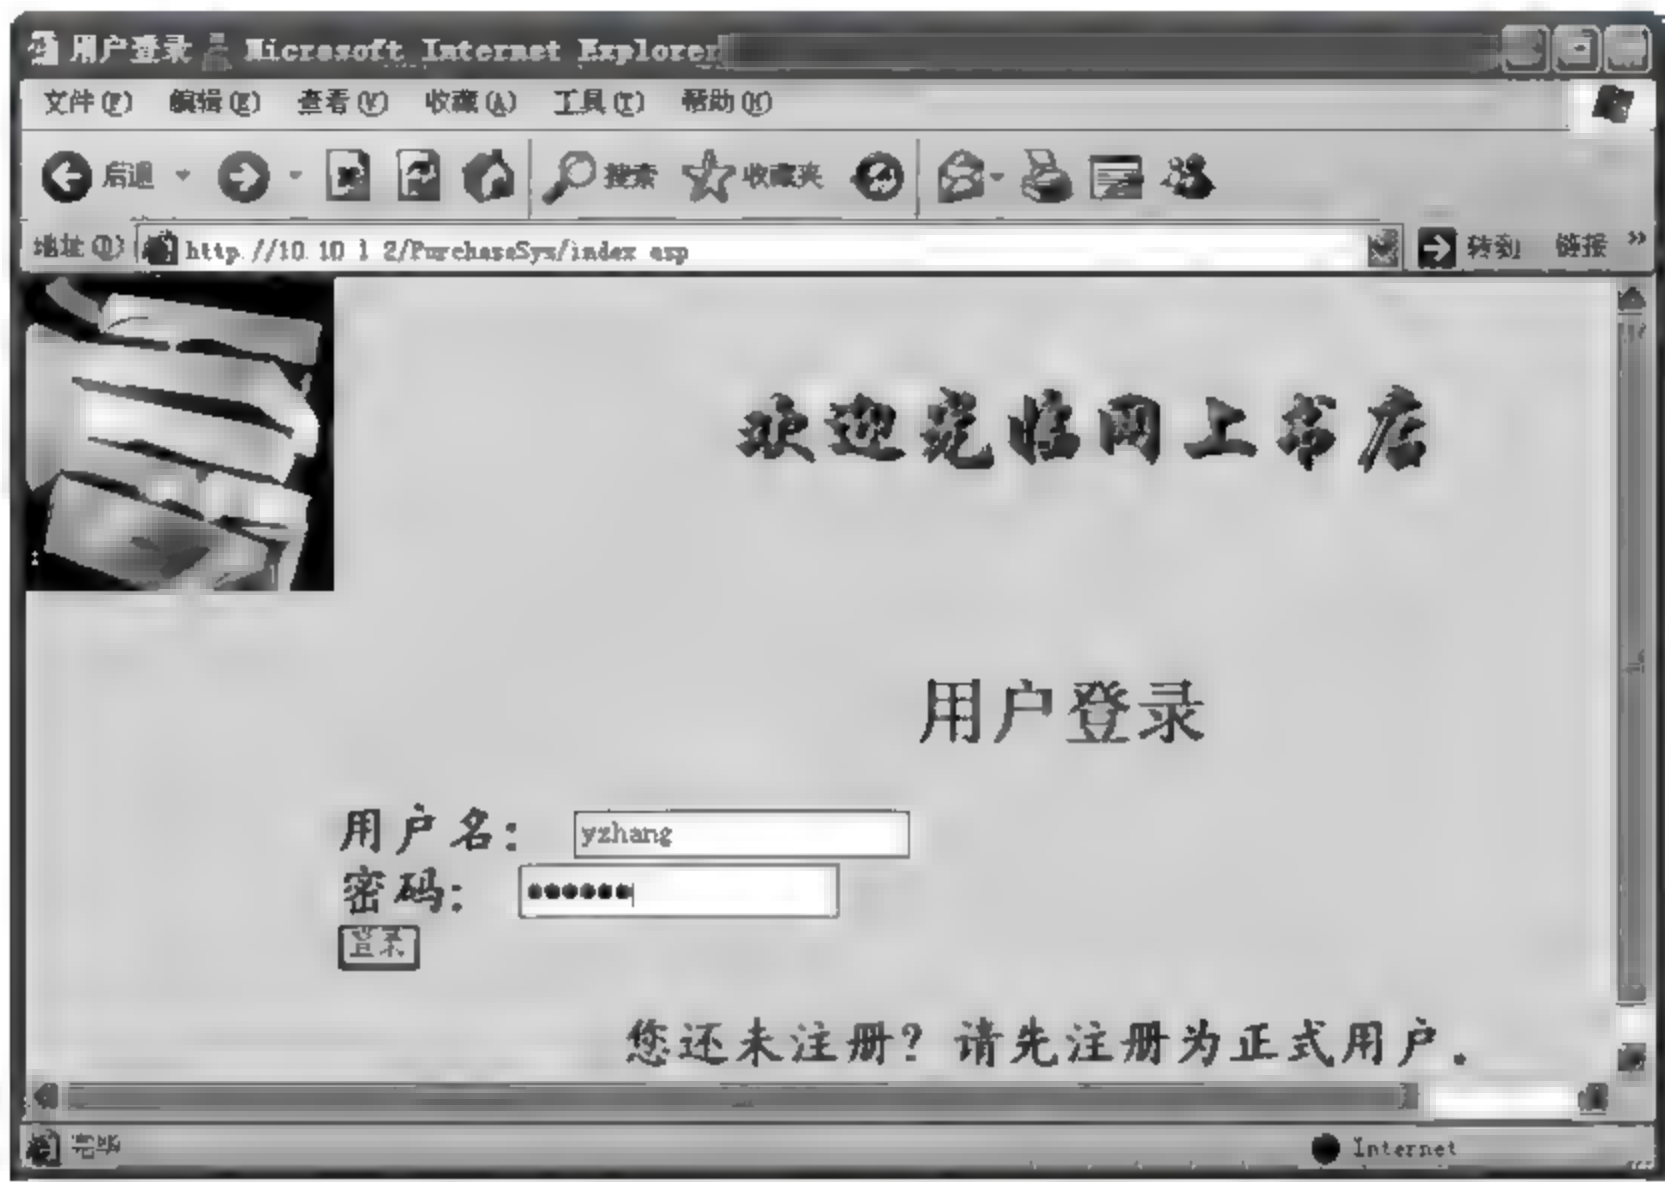 用户登录 - Microsoft Internet Explorer
文件(F) 编辑(E) 查看(V) 收藏(A) 工具(T) 帮助(H)
后退 搜索 收藏夹
地址(D) http://10.10.1.2/PurchaseSys/index.asp 转到 链接 »
欢迎光临网上书店
用户登录
用户名： yzhang
密码： ●●●●●●
登录
您还未注册？请先注册为正式用户。
完毕 Internet